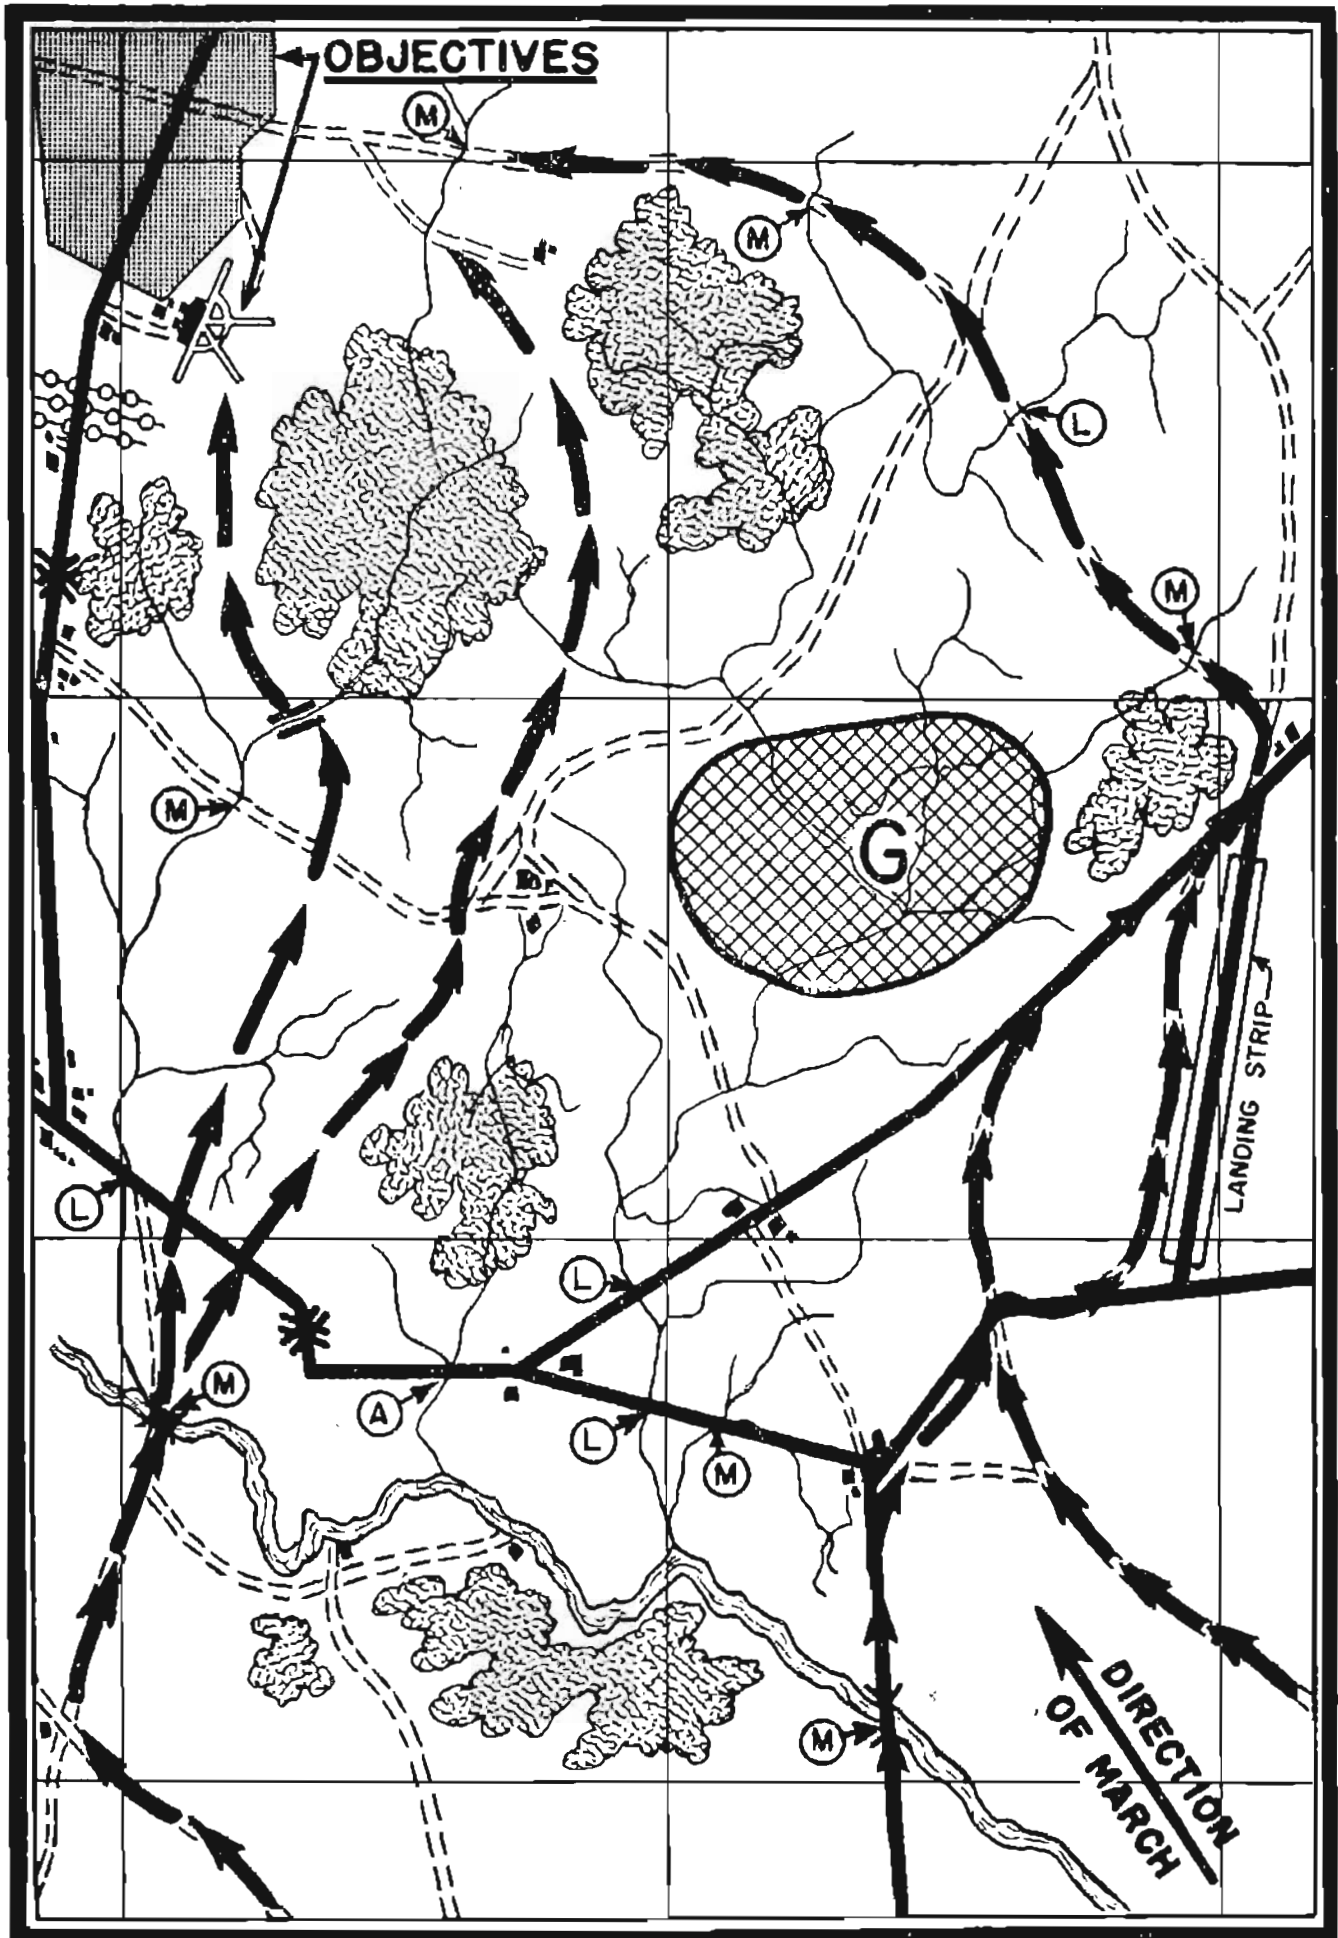 OBJECTIVES
M
M
L
M
M
G
LANDING STRIP
L
L
M
A
L
M
M
DIRECTION
OF MARCH